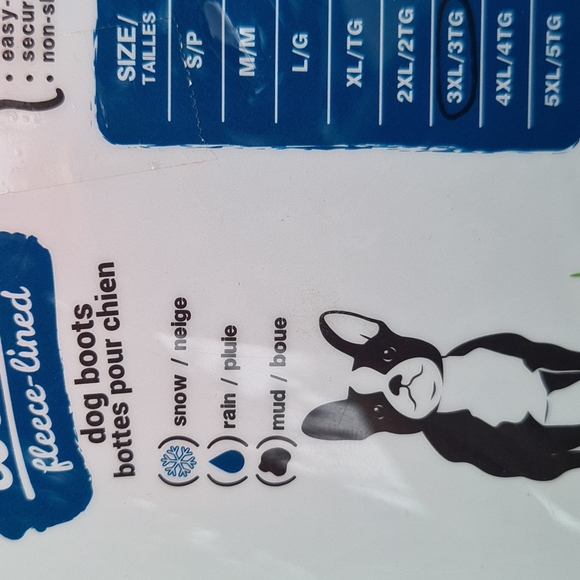 · easy-
· secur
· non-s
SIZE/
TAILLES
S/P
M/M
L/G
XL/TG
2XL/2TG
3XL/3TG
4XL/4TG
5XL/5TG
fleece-lined
dog boots
bottes pour chien
snow / neige
rain / pluie
mud / boue